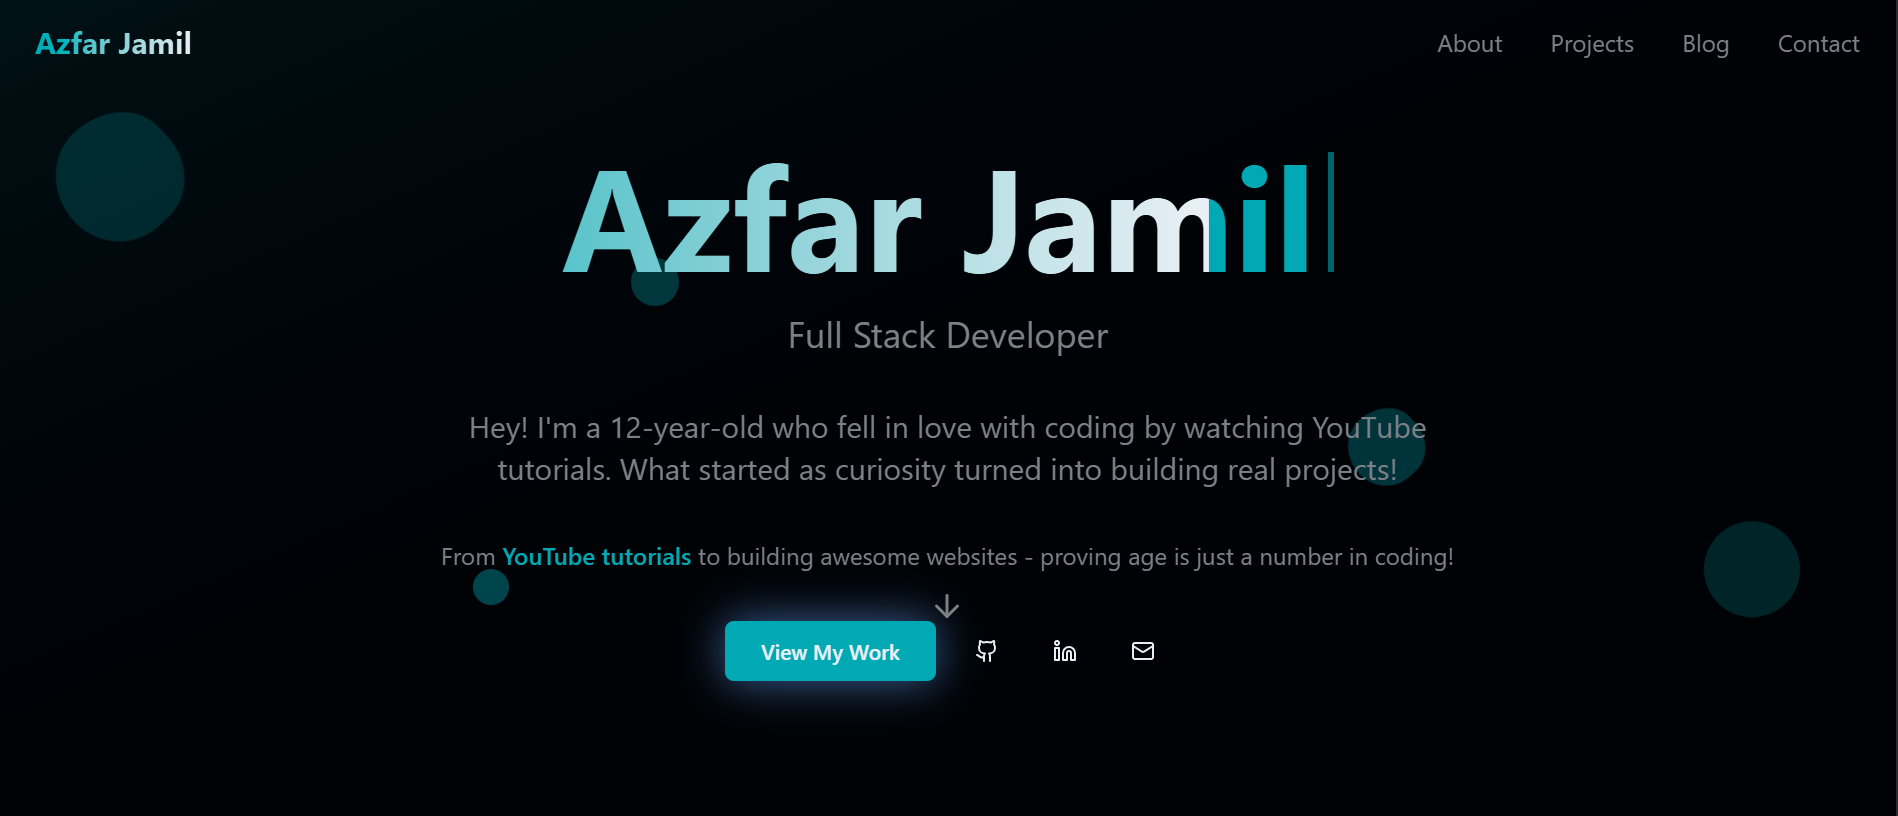 Azfar Jamil
About Projects Blog Contact
Azfar Jamil
Full Stack Developer
Hey! I'm a 12-year-old who fell in love with coding by watching YouTube
tutorials. What started as curiosity turned into building real projects!
From YouTube tutorials to building awesome websites - proving age is just a number in coding!
View My Work